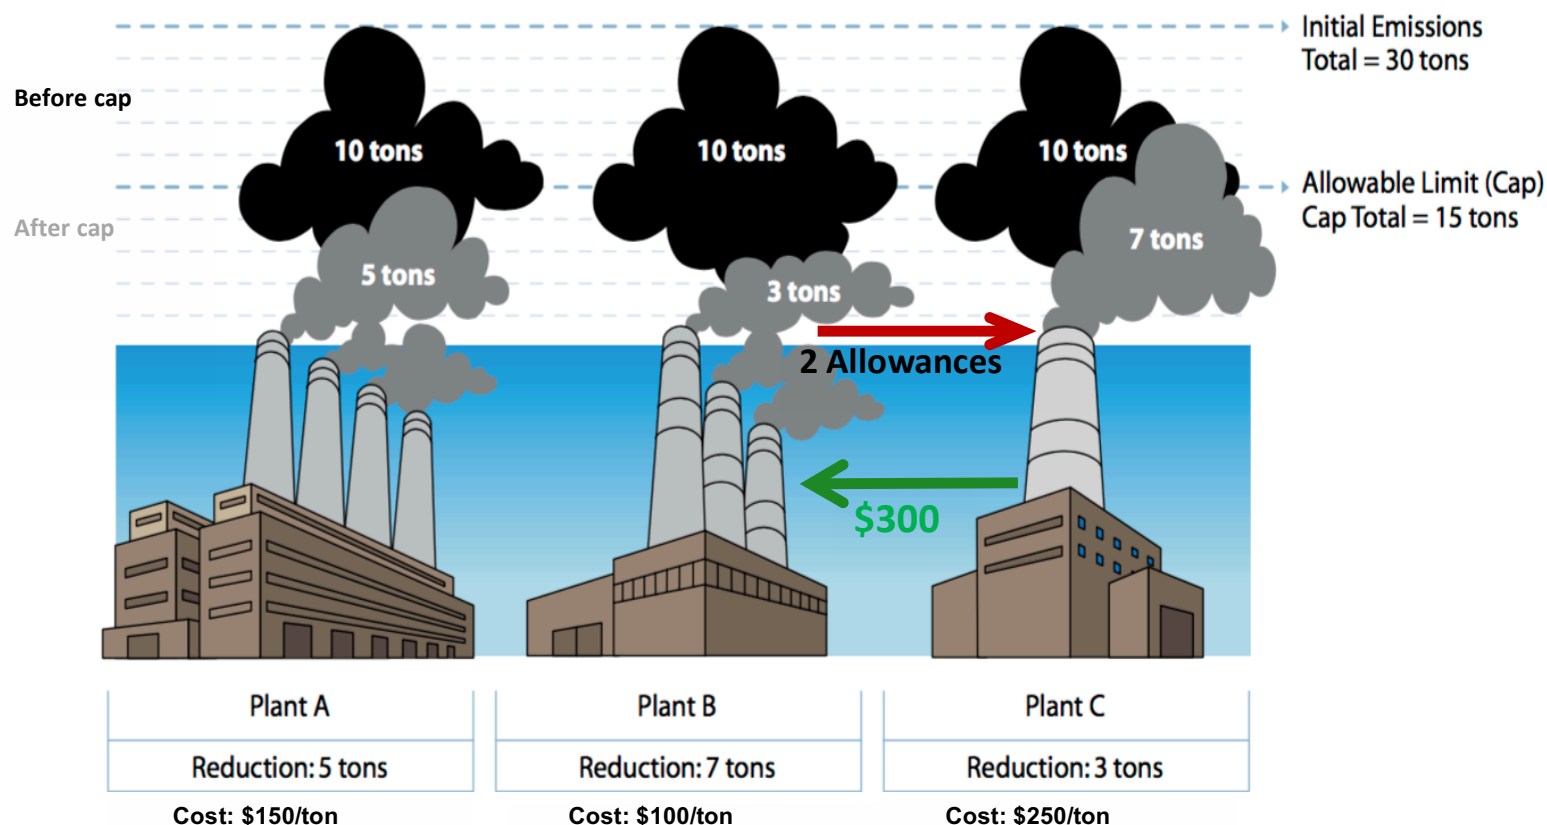 Initial Emissions
Total = 30 tons
Before cap
10 tons
10 tons
10 tons
Allowable Limit (Cap)
Cap Total = 15 tons
After cap
5 tons
3 tons
7 tons
2 Allowances
$300
Plant A
Plant B
Plant C
Reduction: 5 tons
Reduction: 7 tons
Reduction: 3 tons
Cost: $150/ton
Cost: $100/ton
Cost: $250/ton